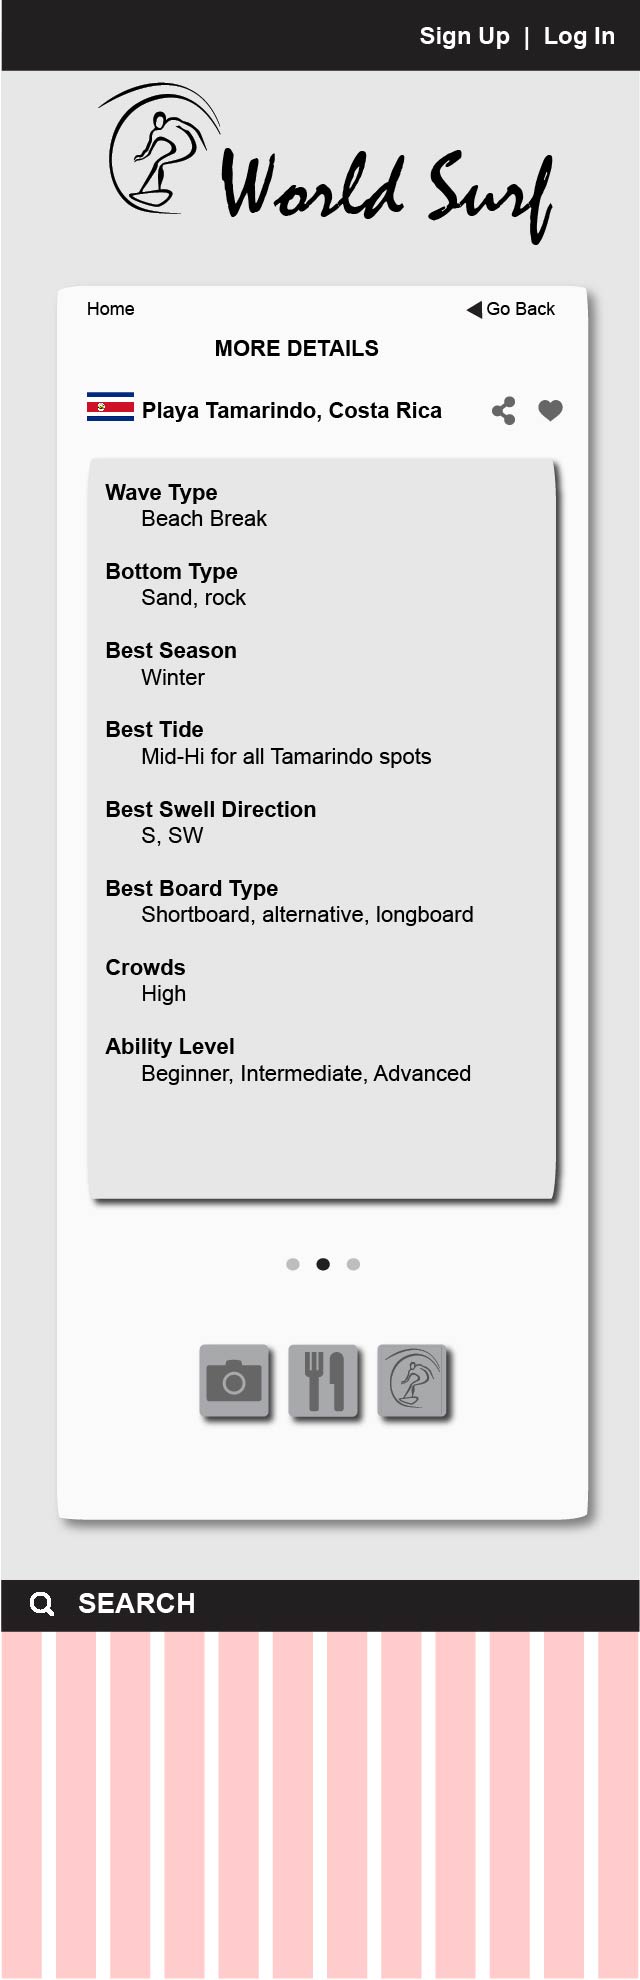 Sign Up | Log In
World Surf
Home
Go Back
MORE DETAILS
Playa Tamarindo, Costa Rica
Wave Type
Beach Break
Bottom Type
Sand, rock
Best Season
Winter
Best Tide
Mid-Hi for all Tamarindo spots
Best Swell Direction
S, SW
Best Board Type
Shortboard, alternative, longboard
Crowds
High
Ability Level
Beginner, Intermediate, Advanced
SEARCH